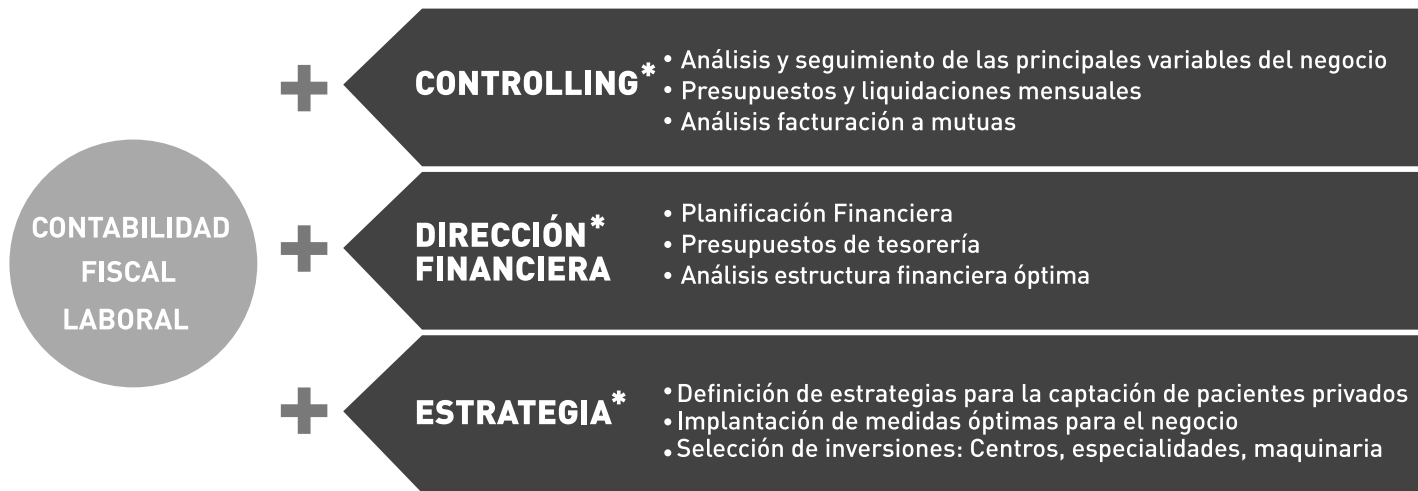 CONTABILIDAD
FISCAL
LABORAL
+
CONTROLLING*
• Análisis y seguimiento de las principales variables del negocio
• Presupuestos y liquidaciones mensuales
• Análisis facturación a mutuas
+
DIRECCIÓN*
FINANCIERA
• Planificación Financiera
• Presupuestos de tesorería
• Análisis estructura financiera óptima
+
ESTRATEGIA*
• Definición de estrategias para la captación de pacientes privados
• Implantación de medidas óptimas para el negocio
• Selección de inversiones: Centros, especialidades, maquinaria